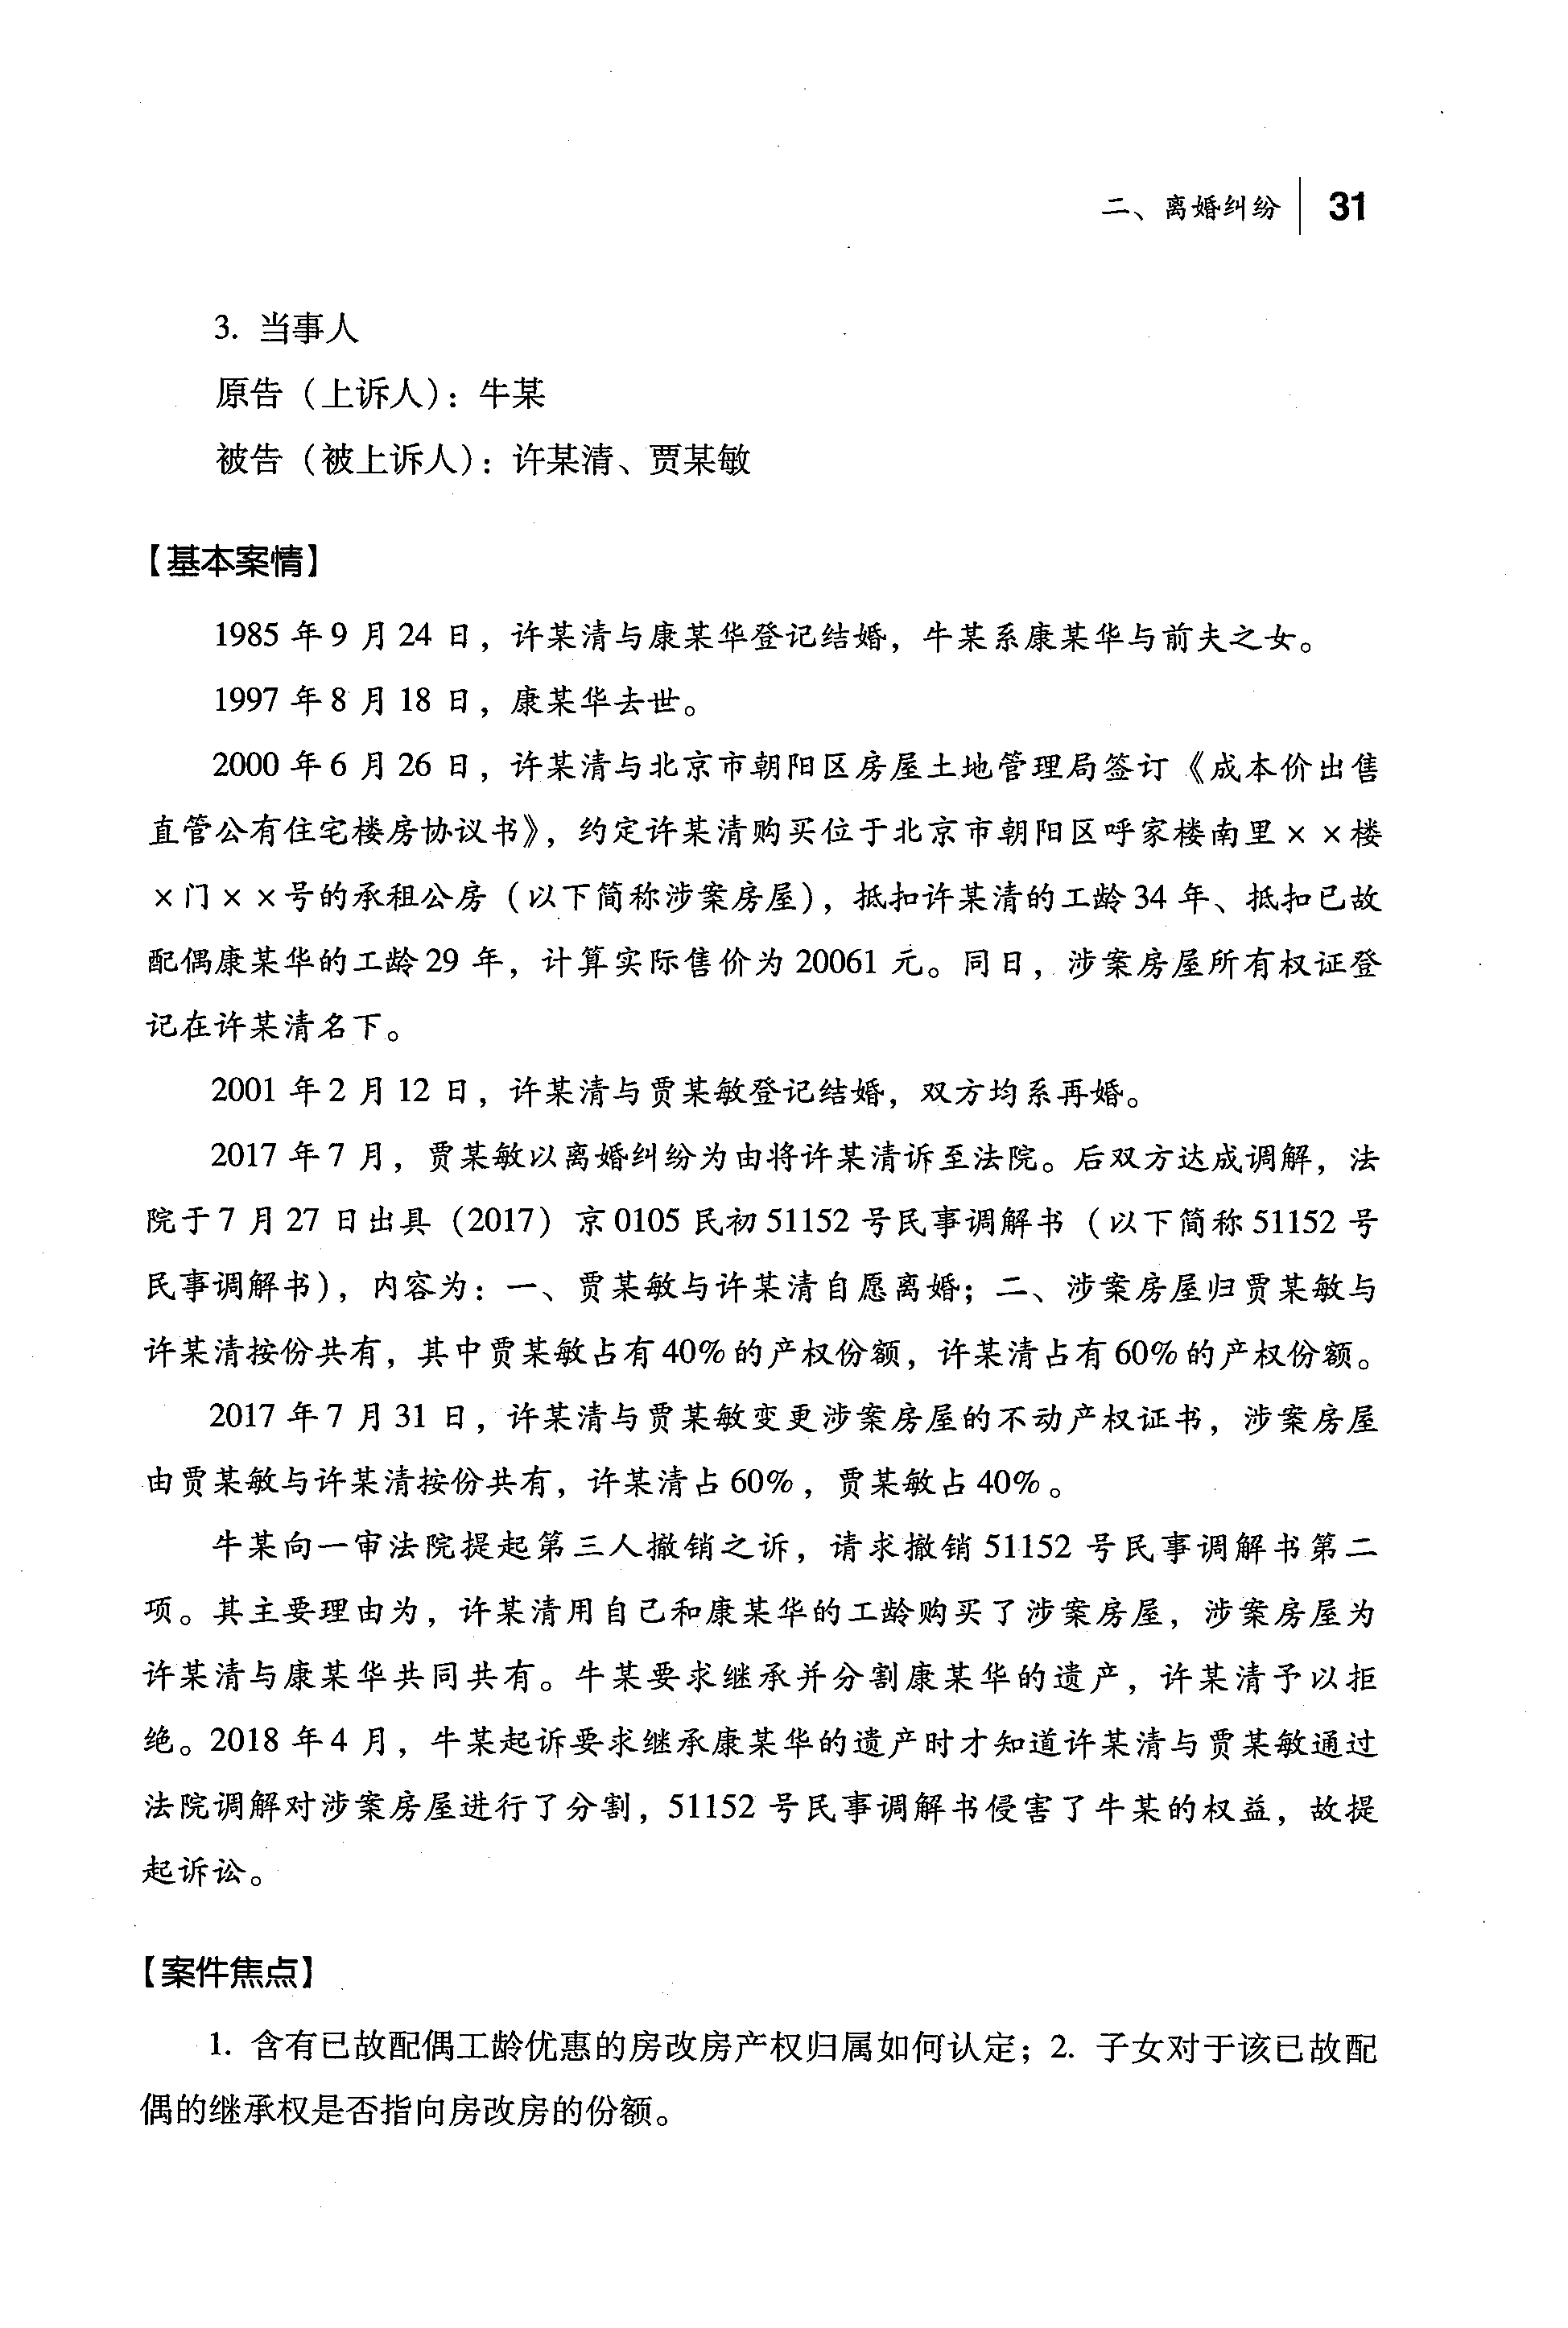 二、离婚纠纷 31
3. 当事人
原告（上诉人）：牛某
被告（被上诉人）：许某清、贾某敏
【基本案情】
1985 年 9 月 24 日，许某清与康某华登记结婚，牛某系康某华与前夫之女。
1997 年 8 月 18 日，康某华去世。
2000 年 6 月 26 日，许某清与北京市朝阳区房屋土地管理局签订《成本价出售
直管公有住宅楼房协议书》，约定许某清购买位于北京市朝阳区呼家楼南里××楼
×门××号的承租公房（以下简称涉案房屋），抵扣许某清的工龄 34 年、抵扣已故
配偶康某华的工龄 29 年，计算实际售价为 20061 元。同日，涉案房屋所有权证登
记在许某清名下。
2001 年 2 月 12 日，许某清与贾某敏登记结婚，双方均系再婚。
2017 年 7 月，贾某敏以离婚纠纷为由将许某清诉至法院。后双方达成调解，法
院于 7 月 27 日出具（2017）京 0105 民初 51152 号民事调解书（以下简称 51152 号
民事调解书），内容为：一、贾某敏与许某清自愿离婚；二、涉案房屋归贾某敏与
许某清按份共有，其中贾某敏占有 40% 的产权份额，许某清占有 60% 的产权份额。
2017 年 7 月 31 日，许某清与贾某敏变更涉案房屋的不动产权证书，涉案房屋
由贾某敏与许某清按份共有，许某清占 60%，贾某敏占 40%。
牛某向一审法院提起第三人撤销之诉，请求撤销 51152 号民事调解书第二
项。其主要理由为，许某清用自己和康某华的工龄购买了涉案房屋，涉案房屋为
许某清与康某华共同共有。牛某要求继承并分割康某华的遗产，许某清予以拒
绝。2018 年 4 月，牛某起诉要求继承康某华的遗产时才知道许某清与贾某敏通过
法院调解对涉案房屋进行了分割，51152 号民事调解书侵害了牛某的权益，故提
起诉讼。
【案件焦点】
1. 含有已故配偶工龄优惠的房改房产权归属如何认定；2. 子女对于该已故配
偶的继承权是否指向房改房的份额。